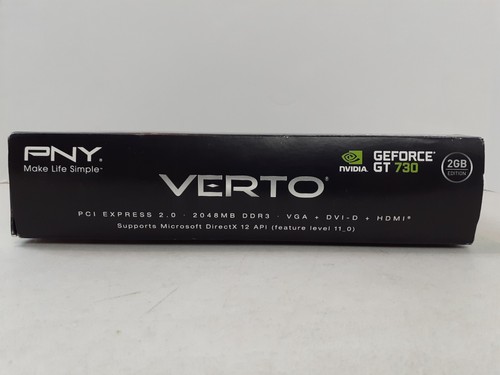 PNY®
Make Life Simple™
NVIDIA
GEFORCE®
GT 730
2GB
EDITION
VERTO®
PCI EXPRESS 2.0 · 2048MB DDR3 · VGA + DVI-D + HDMI®
Supports Microsoft DirectX 12 API (feature level 11_0)